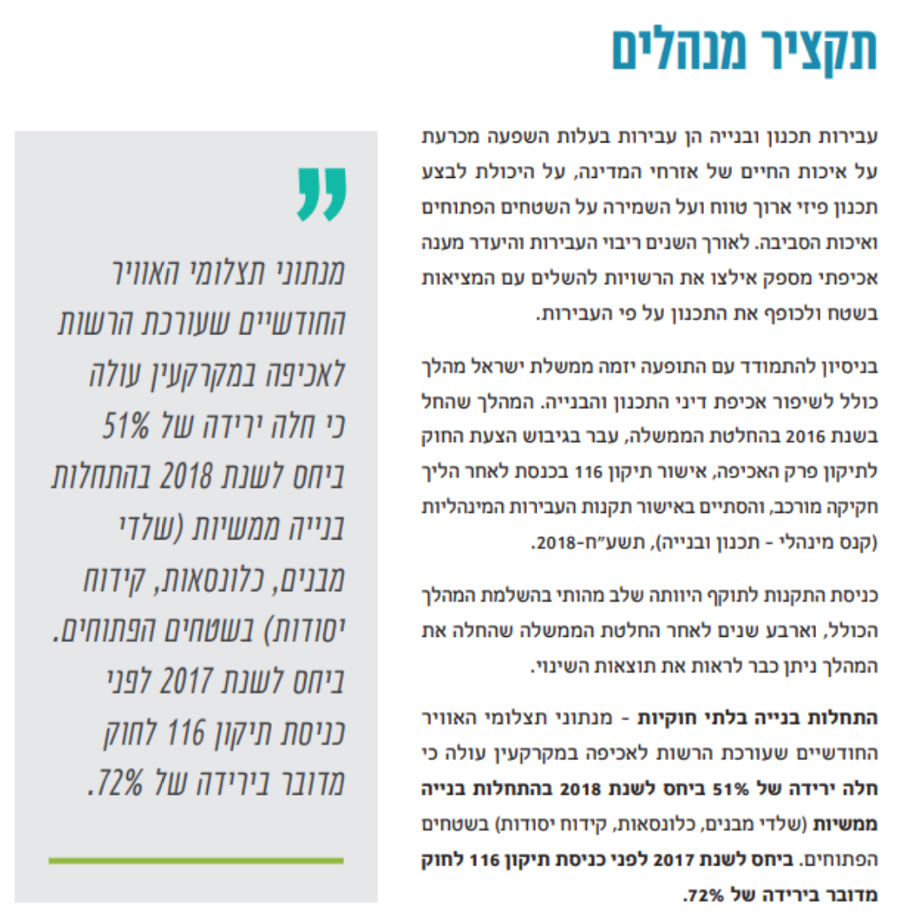 תקציר מנהלים
עבירות תכנון ובנייה הן עבירות בעלות השפעה מכרעת
על איכות החיים של אזרחי המדינה, על היכולת לבצע
תכנון פיזי ארוך טווח ועל השמירה על השטחים הפתוחים
ואיכות הסביבה. לאורך השנים ריבוי העבירות והיעדר מענה
אכיפתי מספק אילצו את הרשויות להשלים עם המציאות
בשטח ולכופף את התכנון על פי העבירות.
בניסיון להתמודד עם התופעה יזמה ממשלת ישראל מהלך
כולל לשיפור אכיפת דיני התכנון והבנייה. המהלך שהחל
בשנת 2016 בהחלטת הממשלה, עבר בגיבוש הצעת החוק
לתיקון פרק האכיפה, אישור תיקון 116 בכנסת לאחר הליך
חקיקה מורכב, והסתיים באישור תקנות העבירות המינהליות
(קנס מינהלי - תכנון ובנייה), תשע"ח-2018.
כניסת התקנות לתוקף היוותה שלב מהותי בהשלמת המהלך
הכולל, וארבע שנים לאחר החלטת הממשלה שהחלה את
המהלך ניתן כבר לראות את תוצאות השינוי.
התחלות בנייה בלתי חוקיות - מנתוני תצלומי האוויר
החודשיים שעורכת הרשות לאכיפה במקרקעין עולה כי
חלה ירידה של 51% ביחס לשנת 2018 בהתחלות בנייה
ממשיות (שלדי מבנים, כלונסאות, קידוח יסודות) בשטחים
הפתוחים. ביחס לשנת 2017 לפני כניסת תיקון 116 לחוק
מדובר בירידה של 72%.
"
מנתוני תצלומי האוויר
החודשיים שעורכת הרשות
לאכיפה במקרקעין עולה
כי חלה ירידה של 51%
ביחס לשנת 2018 בהתחלות
בנייה ממשיות (שלדי
מבנים, כלונסאות, קידוח
יסודות) בשטחים הפתוחים.
ביחס לשנת 2017 לפני
כניסת תיקון 116 לחוק
מדובר בירידה של 72%.